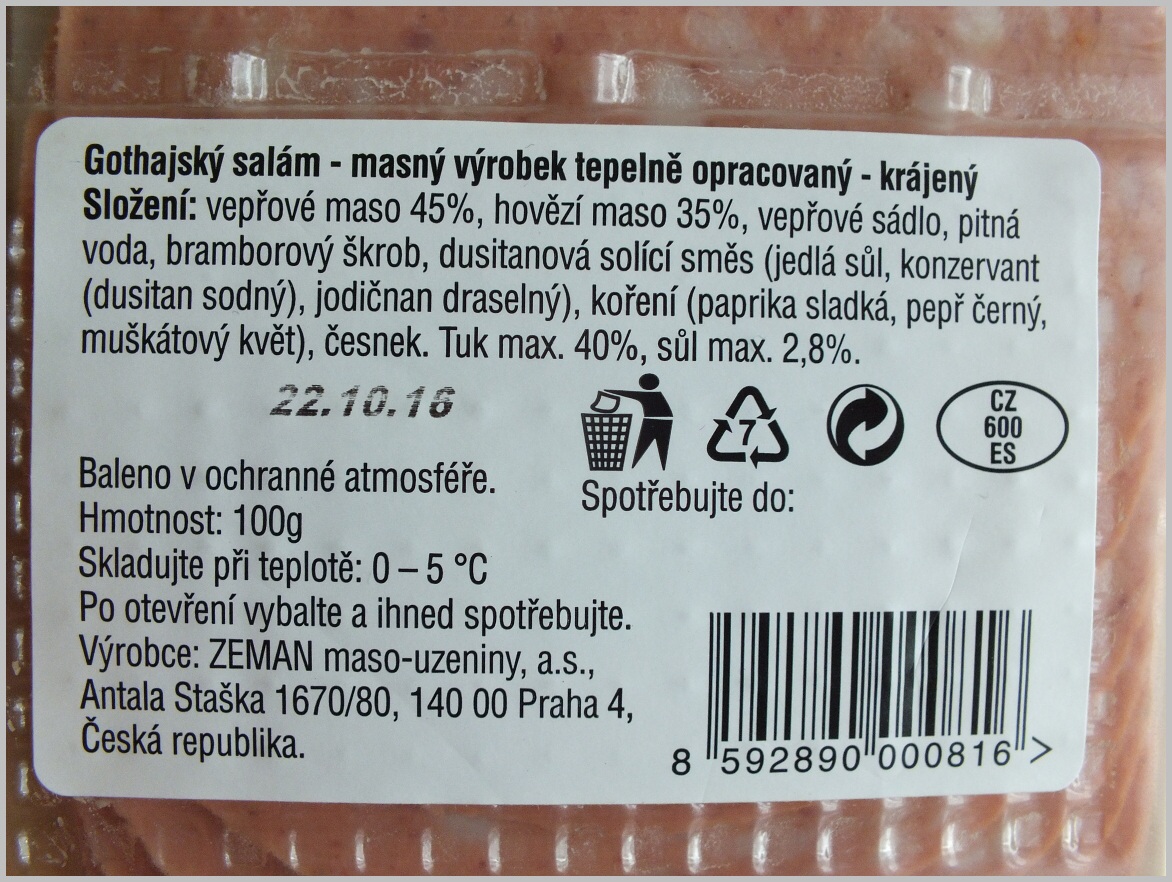 Gothajský salám - masný výrobek tepelně opracovaný - krájený
Složení: vepřové maso 45%, hovězí maso 35%, vepřové sádlo, pitná
voda, bramborový škrob, dusitanová solící směs (jedlá sůl, konzervant
(dusitan sodný), jodičnan draselný), koření (paprika sladká, pepř černý,
muškátový květ), česnek. Tuk max. 40%, sůl max. 2,8%.
22.10.16
7
CZ
600
ES
Baleno v ochranné atmosféře.
Spotřebujte do:
Hmotnost: 100g
Skladujte při teplotě: 0 – 5 °C
Po otevření vybalte a ihned spotřebujte.
Výrobce: ZEMAN maso-uzeniny, a.s.,
Antala Staška 1670/80, 140 00 Praha 4,
Česká republika.
8 592890 000816 >